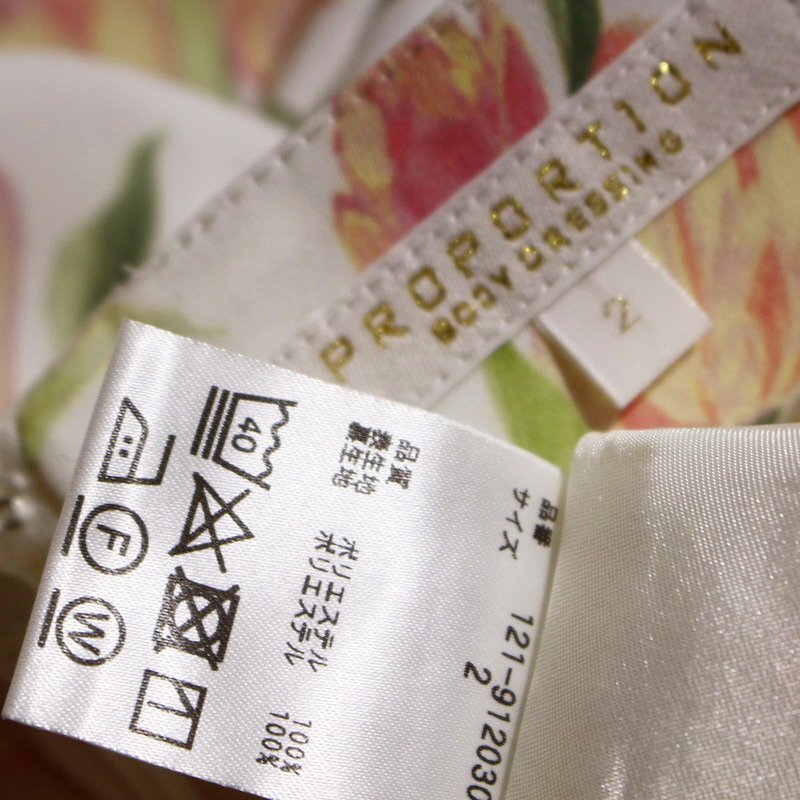 PROPORTION
BODY DRESSING
2
品番 121-912030
サイズ 2
品質
表生地 ポリエステル 100%
裏生地 ポリエステル 100%
40
F
W